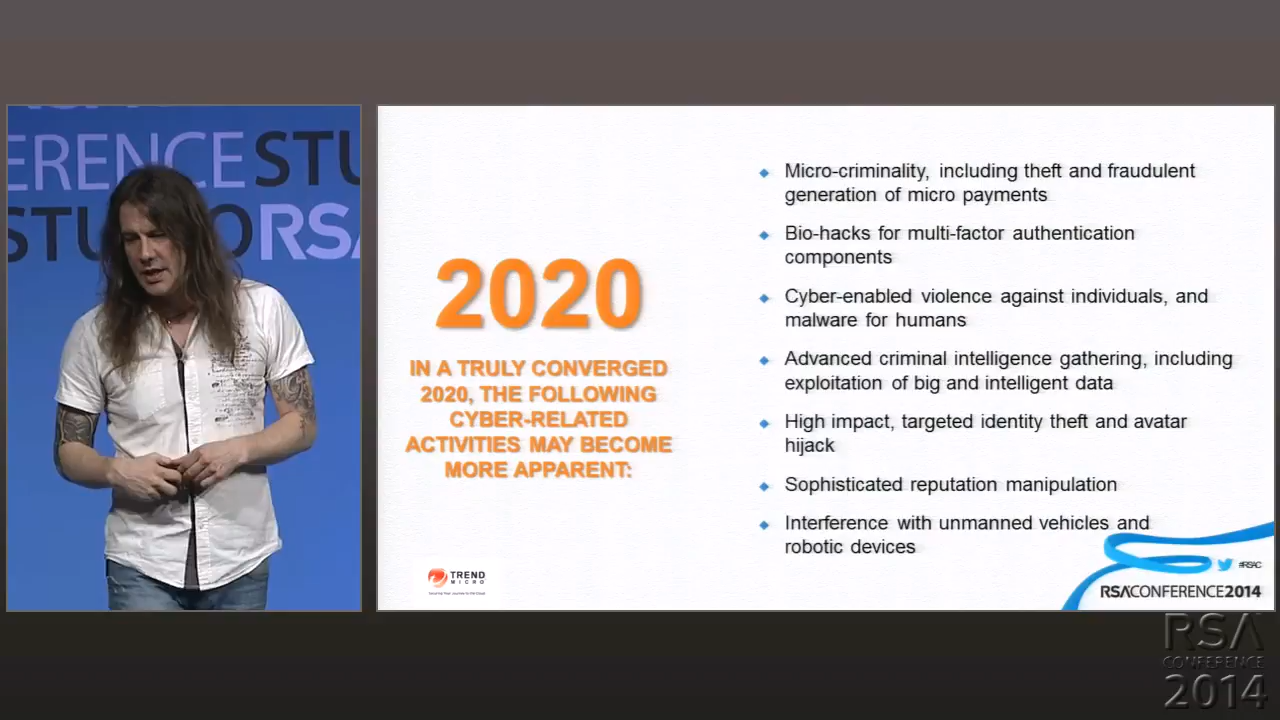 ERENCE STU
STUDIO RSA
2020
IN A TRULY CONVERGED
2020, THE FOLLOWING
CYBER-RELATED
ACTIVITIES MAY BECOME
MORE APPARENT:
Micro-criminality, including theft and fraudulent
generation of micro payments
Bio-hacks for multi-factor authentication
components
Cyber-enabled violence against individuals, and
malware for humans
Advanced criminal intelligence gathering, including
exploitation of big and intelligent data
High impact, targeted identity theft and avatar
hijack
Sophisticated reputation manipulation
Interference with unmanned vehicles and
robotic devices
TREND
MICRO
#RSAC
RSACONFERENCE2014
RSA
CONFERENCE
2014